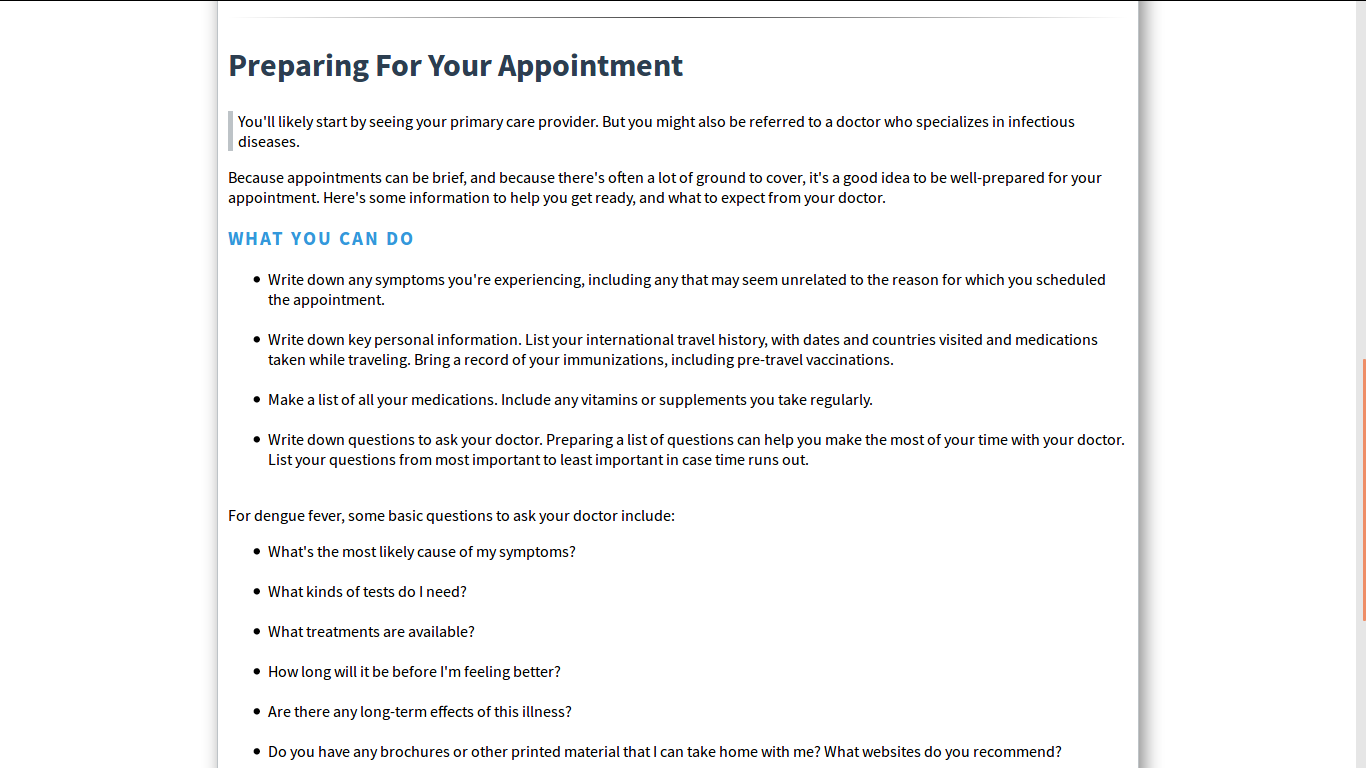 Preparing For Your Appointment
You'll likely start by seeing your primary care provider. But you might also be referred to a doctor who specializes in infectious
diseases.
Because appointments can be brief, and because there's often a lot of ground to cover, it's a good idea to be well-prepared for your
appointment. Here's some information to help you get ready, and what to expect from your doctor.
WHAT YOU CAN DO
• Write down any symptoms you're experiencing, including any that may seem unrelated to the reason for which you scheduled
the appointment.
• Write down key personal information. List your international travel history, with dates and countries visited and medications
taken while traveling. Bring a record of your immunizations, including pre-travel vaccinations.
• Make a list of all your medications. Include any vitamins or supplements you take regularly.
• Write down questions to ask your doctor. Preparing a list of questions can help you make the most of your time with your doctor.
List your questions from most important to least important in case time runs out.
For dengue fever, some basic questions to ask your doctor include:
• What's the most likely cause of my symptoms?
• What kinds of tests do I need?
• What treatments are available?
• How long will it be before I'm feeling better?
• Are there any long-term effects of this illness?
• Do you have any brochures or other printed material that I can take home with me? What websites do you recommend?